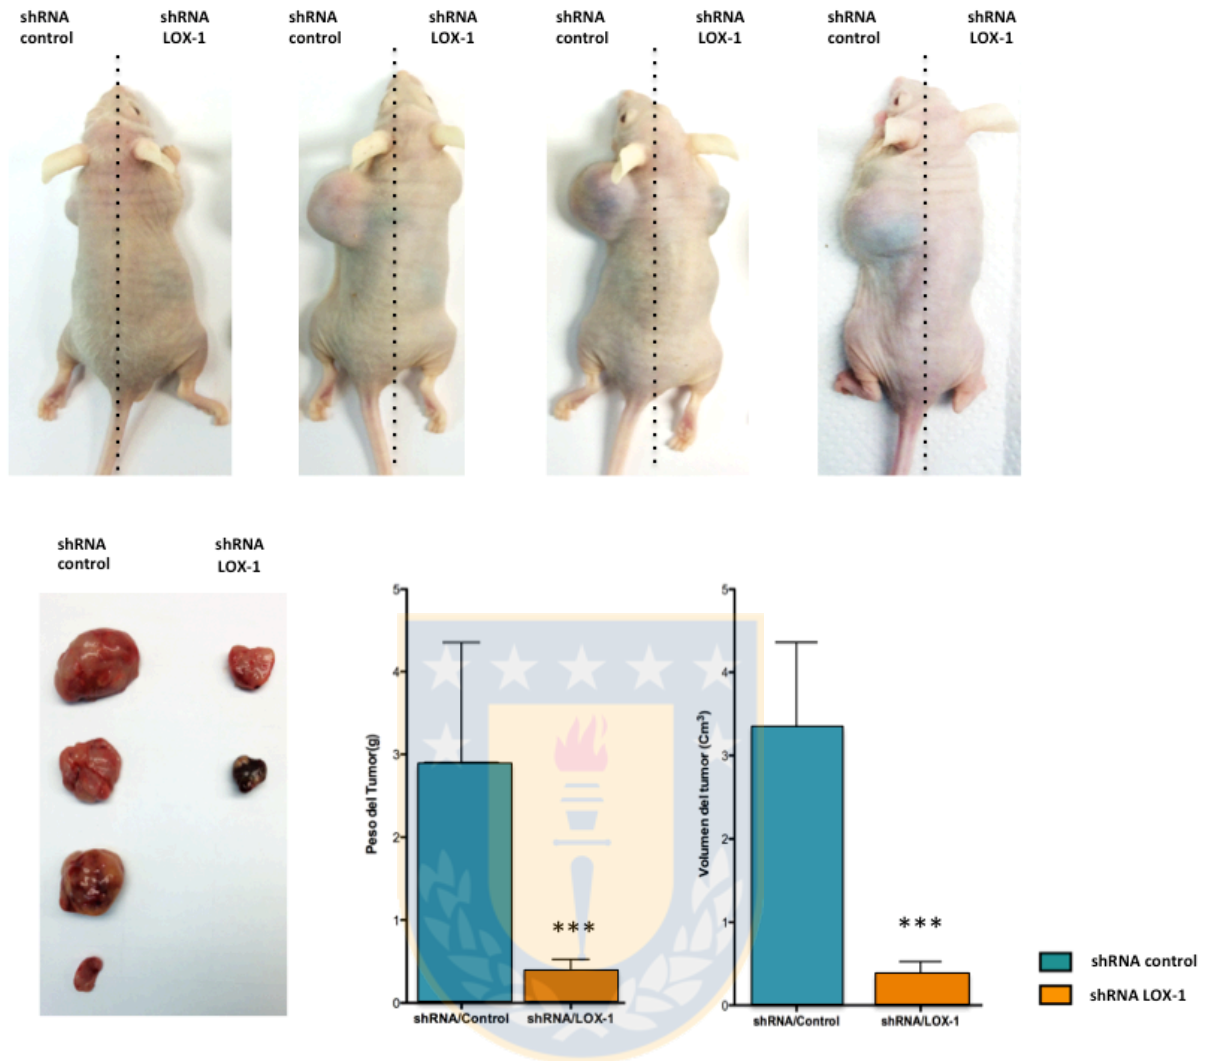 shRNA
control
shRNA
LOX-1
shRNA
control
shRNA
LOX-1
shRNA
control
shRNA
LOX-1
shRNA
control
shRNA
LOX-1
shRNA
control
shRNA
LOX-1
Peso del Tumor(g)
5
4
3
2
1
0
***
shRNA/Control
shRNA/LOX-1
Volumen del tumor (Cm³)
5
4
3
2
1
0
***
shRNA/Control
shRNA/LOX-1
shRNA control
shRNA LOX-1